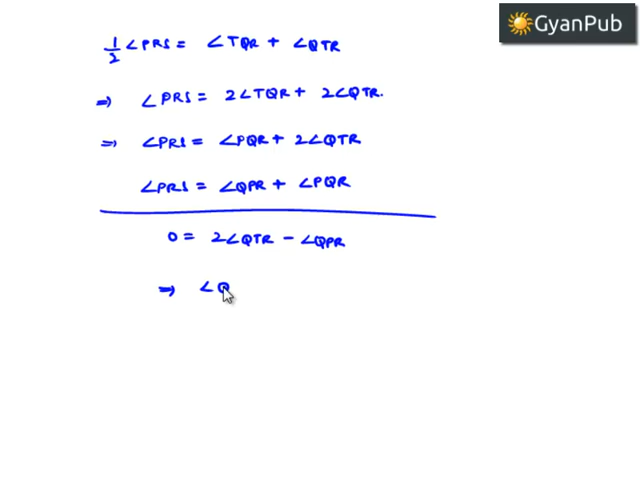 GyanPub
½ ∠PRS = ∠TQR + ∠QTR
⇒ ∠PRS = 2∠TQR + 2∠QTR.
⇒ ∠PRS = ∠PQR + 2∠QTR
∠PRS = ∠QPR + ∠PQR
0 = 2∠QTR − ∠QPR
⇒ ∠Q